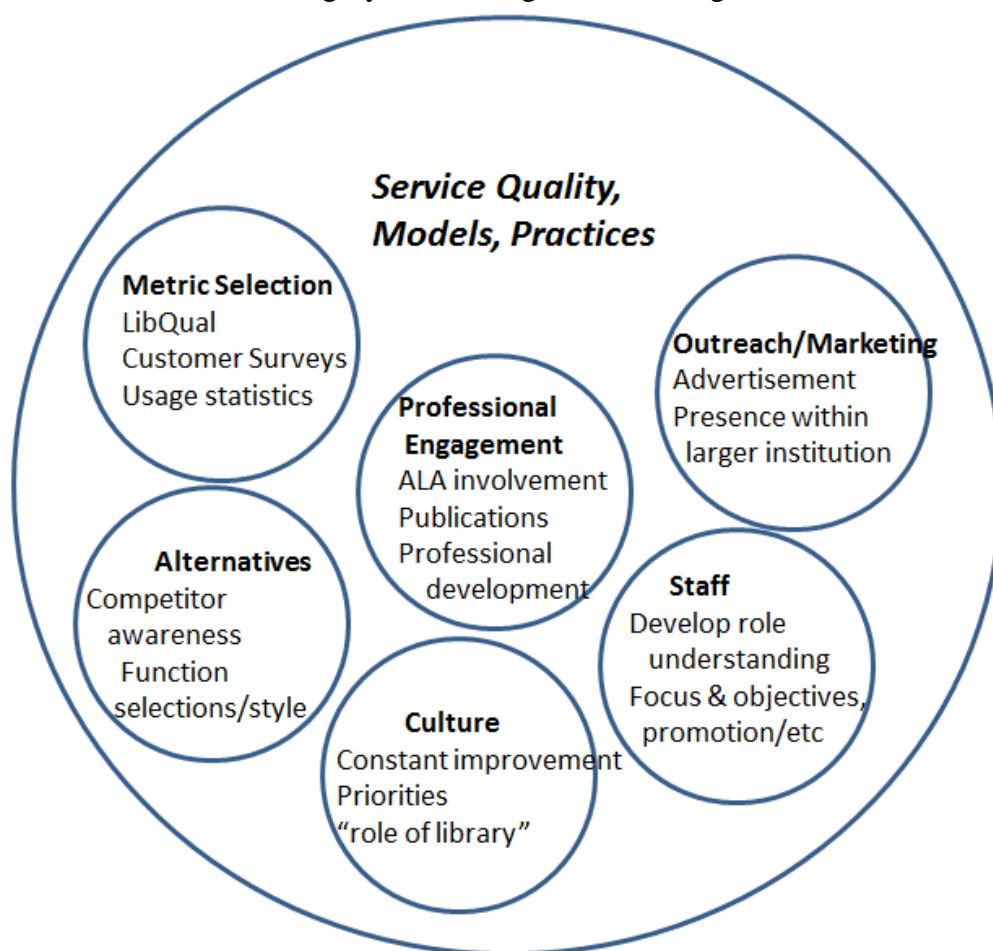 Service Quality,
Models, Practices
Metric Selection
LibQual
Customer Surveys
Usage statistics
Outreach/Marketing
Advertisement
Presence within
larger institution
Professional
Engagement
ALA involvement
Publications
Professional
development
Alternatives
Competitor
awareness
Function
selections/style
Staff
Develop role
understanding
Focus & objectives,
promotion/etc
Culture
Constant improvement
Priorities
“role of library”